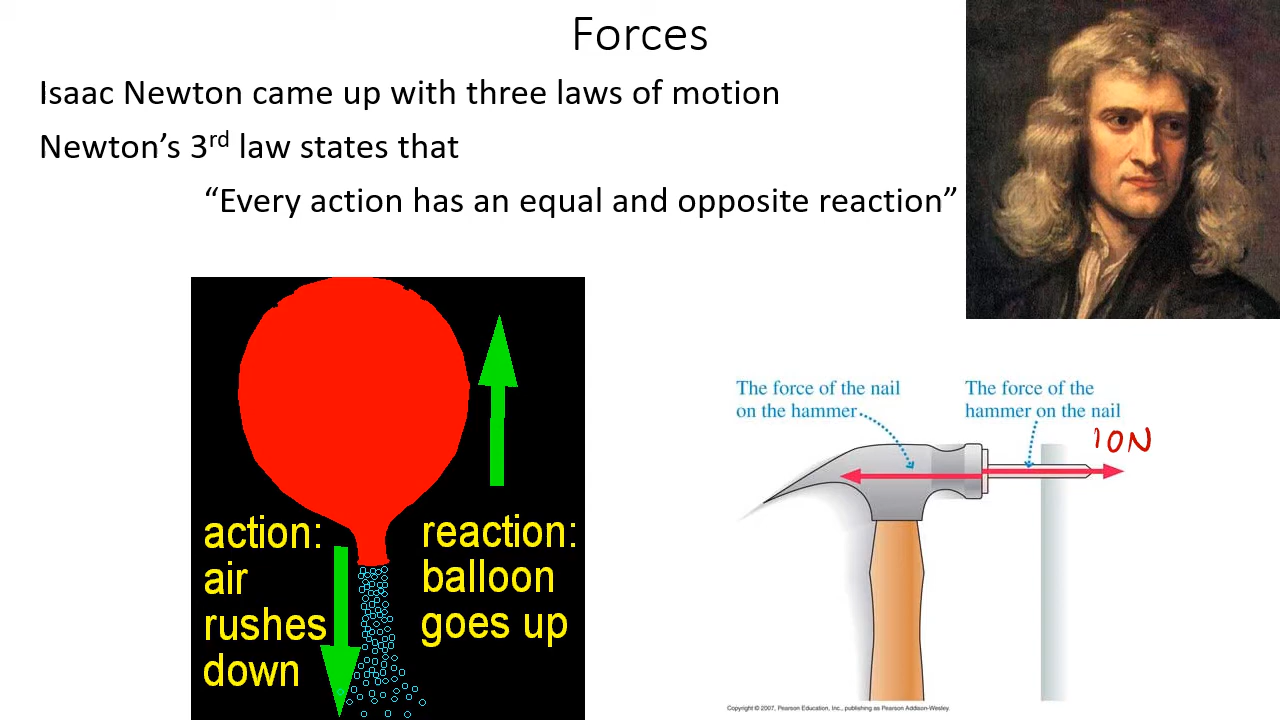 Forces
Isaac Newton came up with three laws of motion
Newton’s 3rd law states that
“Every action has an equal and opposite reaction”
action:
air
rushes
down
reaction:
balloon
goes up
The force of the nail
on the hammer
The force of the
hammer on the nail
10N
Copyright © 2007, Pearson Education, Inc., publishing as Pearson Addison-Wesley.